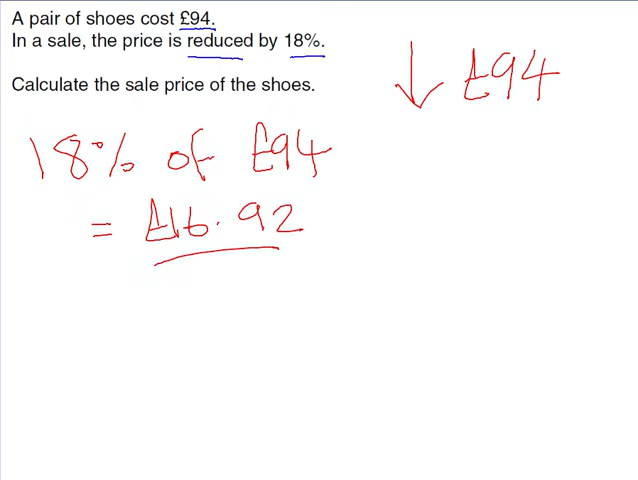 A pair of shoes cost £94.
In a sale, the price is reduced by 18%.
Calculate the sale price of the shoes.
↓ £94
18% of £94
= £16.92